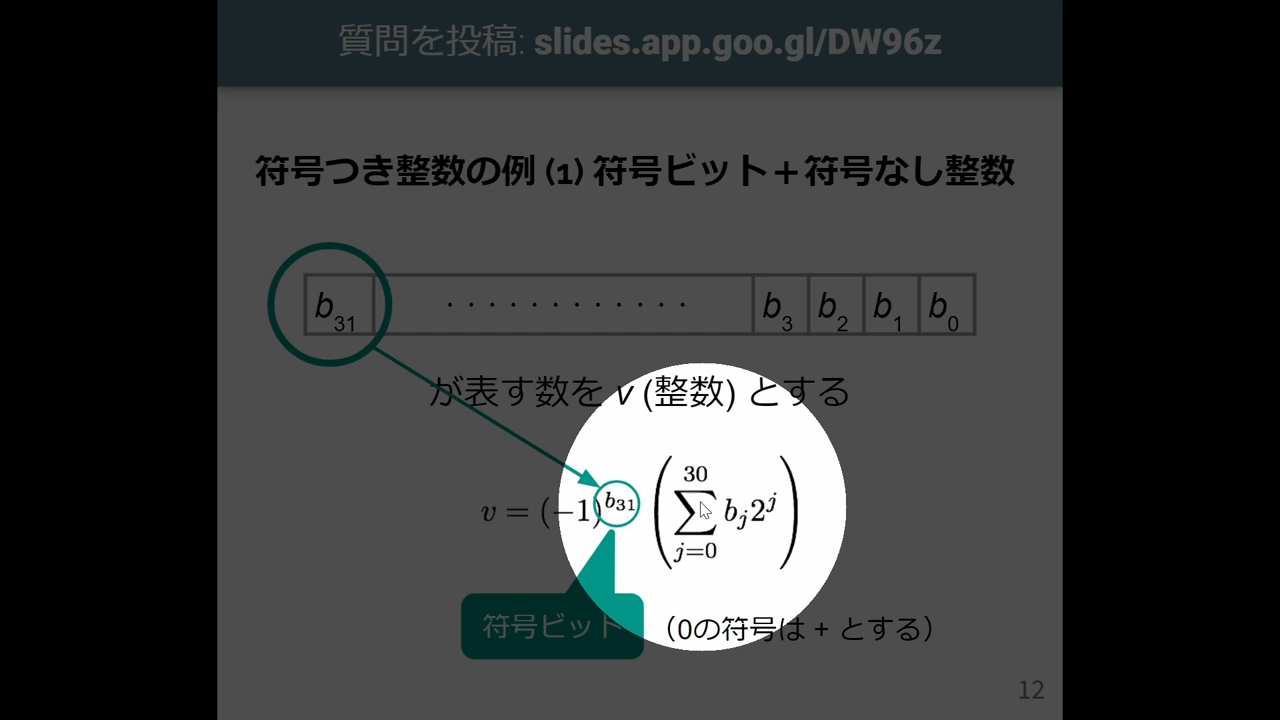 質問を投稿: slides.app.goo.gl/DW96z
符号つき整数の例 (1) 符号ビット＋符号なし整数
b31 ············ b3 b2 b1 b0
が表す数を v (整数) とする
v = (−1)^b31 (∑_{j=0}^{30} b_j 2^j)
符号ビット
（0の符号は + とする）
12